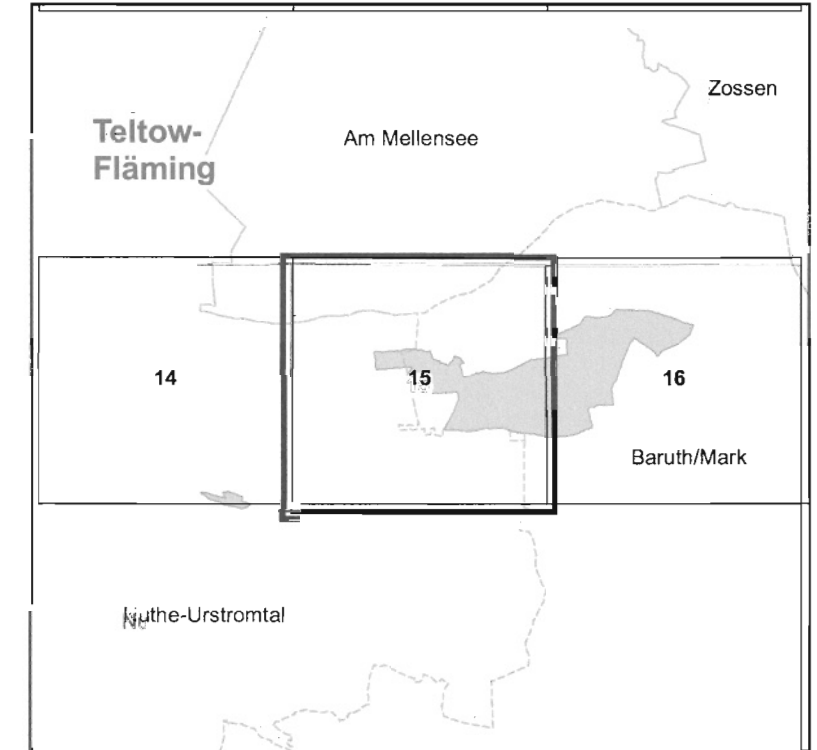 Zossen
Teltow-
Fläming
Am Mellensee
14
15
16
Baruth/Mark
Nuthe-Urstromtal